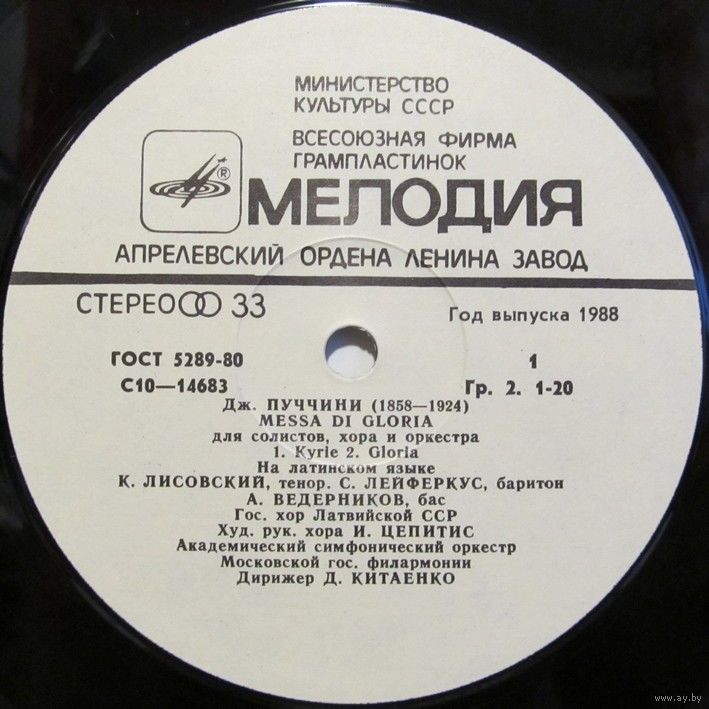 МИНИСТЕРСТВО
КУЛЬТУРЫ СССР
ВСЕСОЮЗНАЯ ФИРМА
ГРАМПЛАСТИНОК
®
МЕЛОДИЯ
АПРЕЛЕВСКИЙ ОРДЕНА ЛЕНИНА ЗАВОД
СТЕРЕО 33
Год выпуска 1988
ГОСТ 5289-80 1
С10—14683 Гр. 2. 1-20
Дж. ПУЧЧИНИ (1858—1924)
MESSA DI GLORIA
для солистов, хора и оркестра
1. Kyrie 2. Gloria
На латинском языке
К. ЛИСОВСКИЙ, тенор. С. ЛЕЙФЕРКУС, баритон
А. ВЕДЕРНИКОВ, бас
Гос. хор Латвийской ССР
Худ. рук. хора И. ЦЕПИТИС
Академический симфонический оркестр
Московской гос. филармонии
Дирижер Д. КИТАЕНКО
www.ay.by